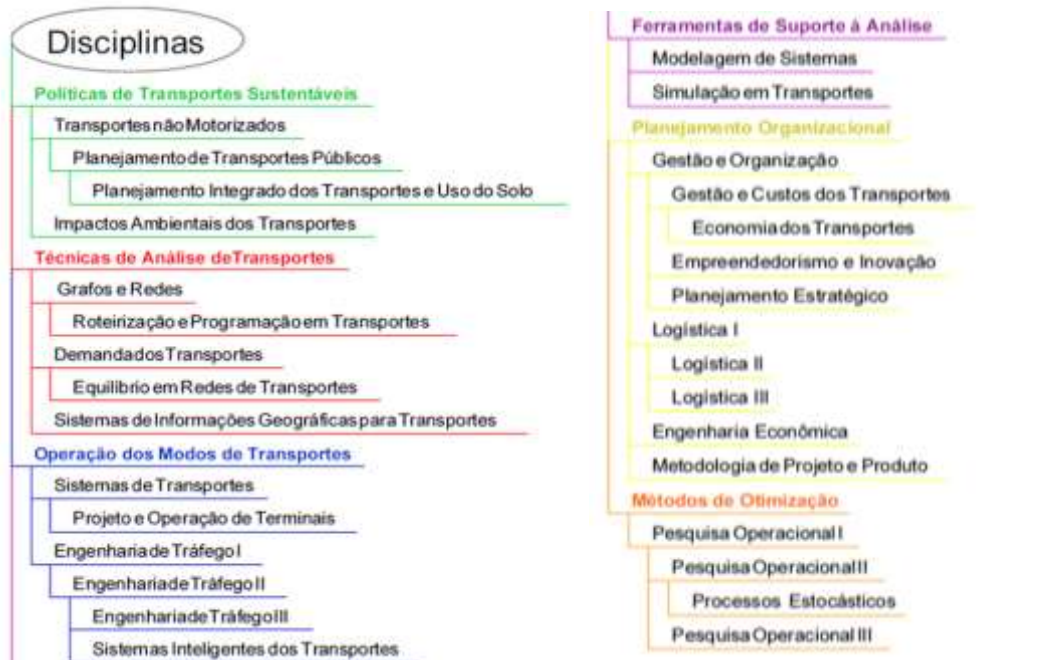 Disciplinas
Políticas de Transportes Sustentáveis
Transportes não Motorizados
Planejamento de Transportes Públicos
Planejamento Integrado dos Transportes e Uso do Solo
Impactos Ambientais dos Transportes
Técnicas de Análise de Transportes
Grafos e Redes
Roteirização e Programação em Transportes
Demanda dos Transportes
Equilíbrio em Redes de Transportes
Sistemas de Informações Geográficas para Transportes
Operação dos Modos de Transportes
Sistemas de Transportes
Projeto e Operação de Terminais
Engenharia de Tráfego I
Engenharia de Tráfego II
Engenharia de Tráfego III
Sistemas Inteligentes dos Transportes
Ferramentas de Suporte à Análise
Modelagem de Sistemas
Simulação em Transportes
Planejamento Organizacional
Gestão e Organização
Gestão e Custos dos Transportes
Economia dos Transportes
Empreendedorismo e Inovação
Planejamento Estratégico
Logística I
Logística II
Logística III
Engenharia Econômica
Metodologia de Projeto e Produto
Métodos de Otimização
Pesquisa Operacional I
Pesquisa Operacional II
Processos Estocásticos
Pesquisa Operacional III